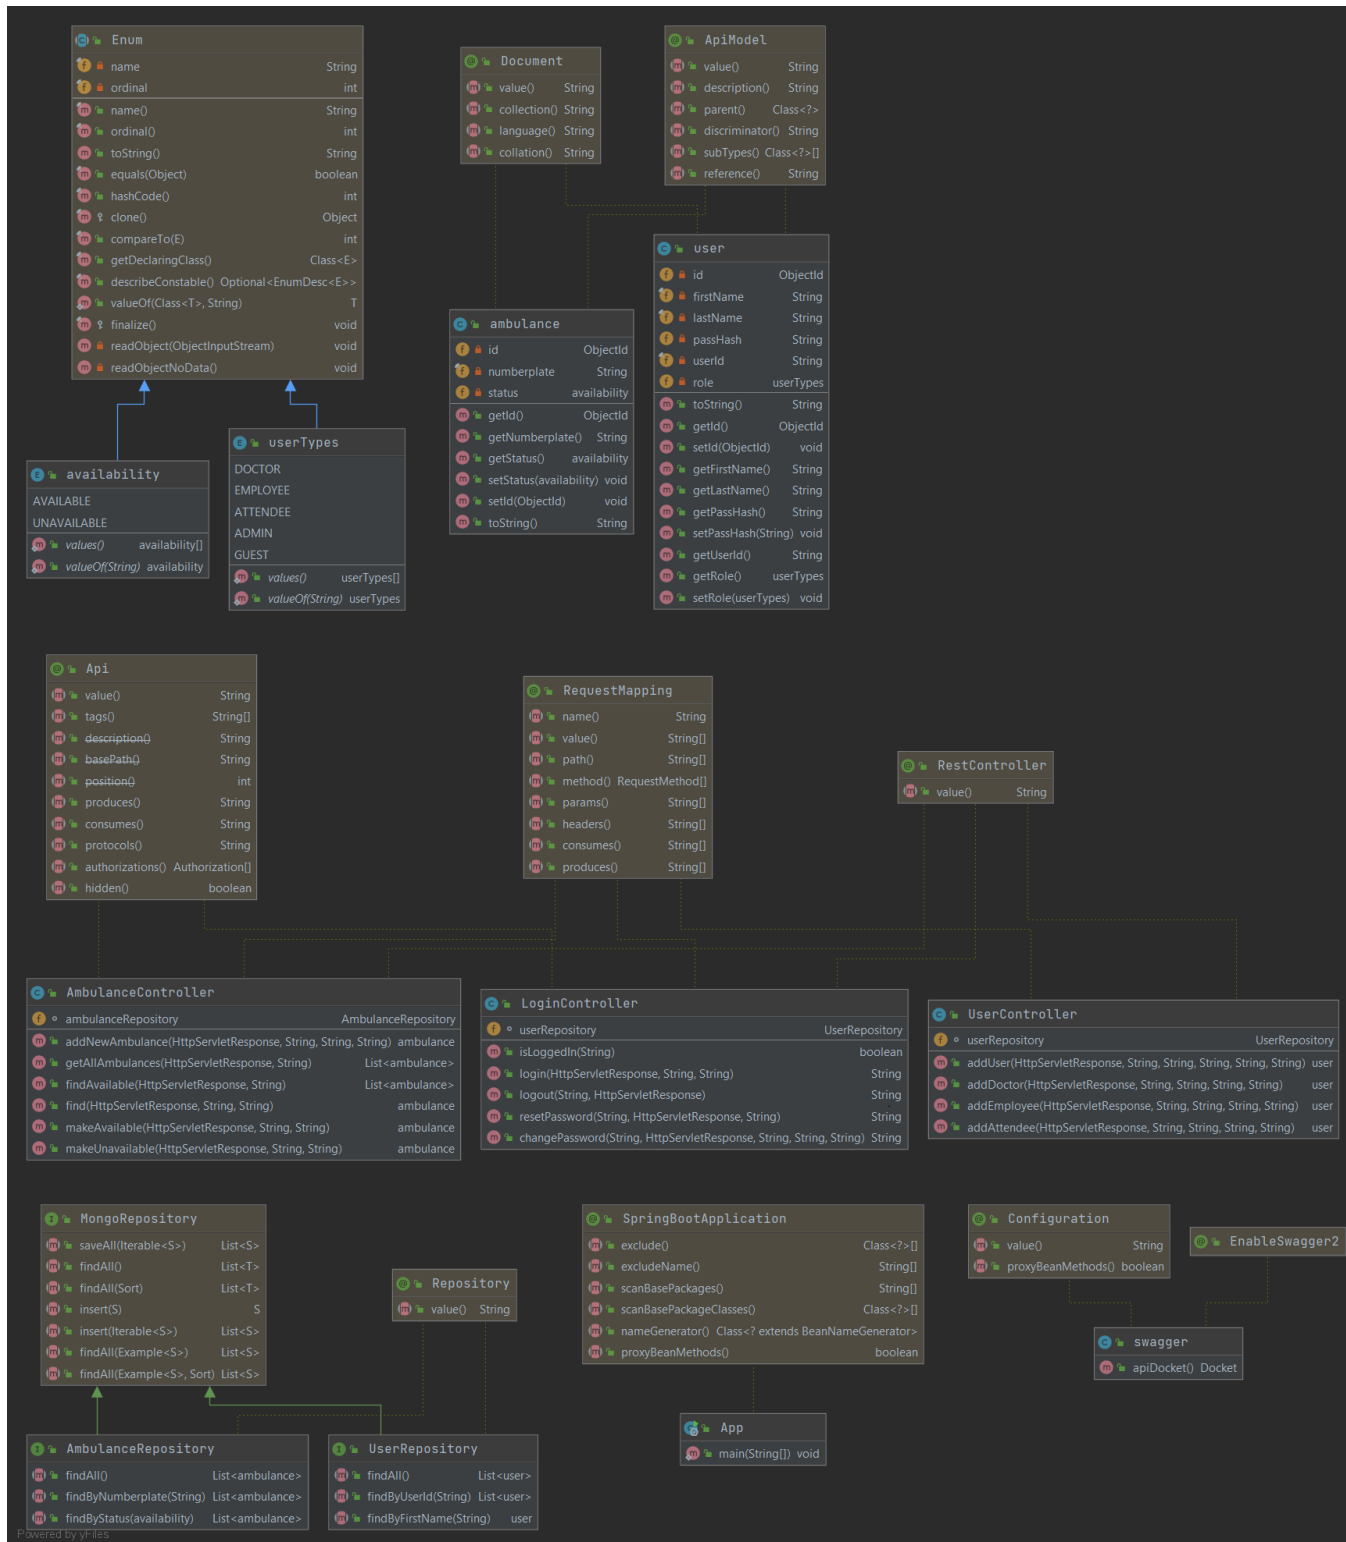 Enum
name String
ordinal int
name() String
ordinal() int
toString() String
equals(Object) boolean
hashCode() int
clone() Object
compareTo(E) int
getDeclaringClass() Class<E>
describeConstable() Optional<EnumDesc<E>>
valueOf(Class<T>, String) T
finalize() void
readObject(ObjectInputStream) void
readObjectNoData() void
Document
value() String
collection() String
language() String
collation() String
ApiModel
value() String
description() String
parent() Class<?>
discriminator() String
subTypes() Class<?>[]
reference() String
user
id ObjectId
firstName String
lastName String
passHash String
userId String
role userTypes
toString() String
getId() ObjectId
setId(ObjectId) void
getFirstName() String
getLastName() String
getPassHash() String
setPassHash(String) void
getUserId() String
getRole() userTypes
setRole(userTypes) void
ambulance
id ObjectId
numberplate String
status availability
getId() ObjectId
getNumberplate() String
getStatus() availability
setStatus(availability) void
setId(ObjectId) void
toString() String
availability
AVAILABLE
UNAVAILABLE
values() availability[]
valueOf(String) availability
userTypes
DOCTOR
EMPLOYEE
ATTENDEE
ADMIN
GUEST
values() userTypes[]
valueOf(String) userTypes
Api
value() String
tags() String[]
description() String
basePath() String
position() int
produces() String
consumes() String
protocols() String
authorizations() Authorization[]
hidden() boolean
RequestMapping
name() String
value() String[]
path() String[]
method() RequestMethod[]
params() String[]
headers() String[]
consumes() String[]
produces() String[]
RestController
value() String
AmbulanceController
ambulanceRepository AmbulanceRepository
addNewAmbulance(HttpServletResponse, String, String, String) ambulance
getAllAmbulances(HttpServletResponse, String) List<ambulance>
findAvailable(HttpServletResponse, String) List<ambulance>
find(HttpServletResponse, String, String) ambulance
makeAvailable(HttpServletResponse, String, String) ambulance
makeUnavailable(HttpServletResponse, String, String) ambulance
LoginController
userRepository UserRepository
isLoggedIn(String) boolean
login(HttpServletResponse, String, String) String
logout(String, HttpServletResponse) String
resetPassword(String, HttpServletResponse, String) String
changePassword(String, HttpServletResponse, String, String, String) String
UserController
userRepository UserRepository
addUser(HttpServletResponse, String, String, String, String, String) user
addDoctor(HttpServletResponse, String, String, String, String) user
addEmployee(HttpServletResponse, String, String, String, String) user
addAttendee(HttpServletResponse, String, String, String, String) user
MongoRepository
saveAll(Iterable<S>) List<S>
findAll() List<T>
findAll(Sort) List<T>
insert(S) S
insert(Iterable<S>) List<S>
findAll(Example<S>) List<S>
findAll(Example<S>, Sort) List<S>
Repository
value() String
SpringBootApplication
exclude() Class<?>[]
excludeName() String[]
scanBasePackages() String[]
scanBasePackageClasses() Class<?>[]
nameGenerator() Class<? extends BeanNameGenerator>
proxyBeanMethods() boolean
Configuration
value() String
proxyBeanMethods() boolean
EnableSwagger2
swagger
apiDocket() Docket
App
main(String[]) void
AmbulanceRepository
findAll() List<ambulance>
findByNumberplate(String) List<ambulance>
findByStatus(availability) List<ambulance>
UserRepository
findAll() List<user>
findByUserId(String) List<user>
findByFirstName(String) user
Powered by yFiles